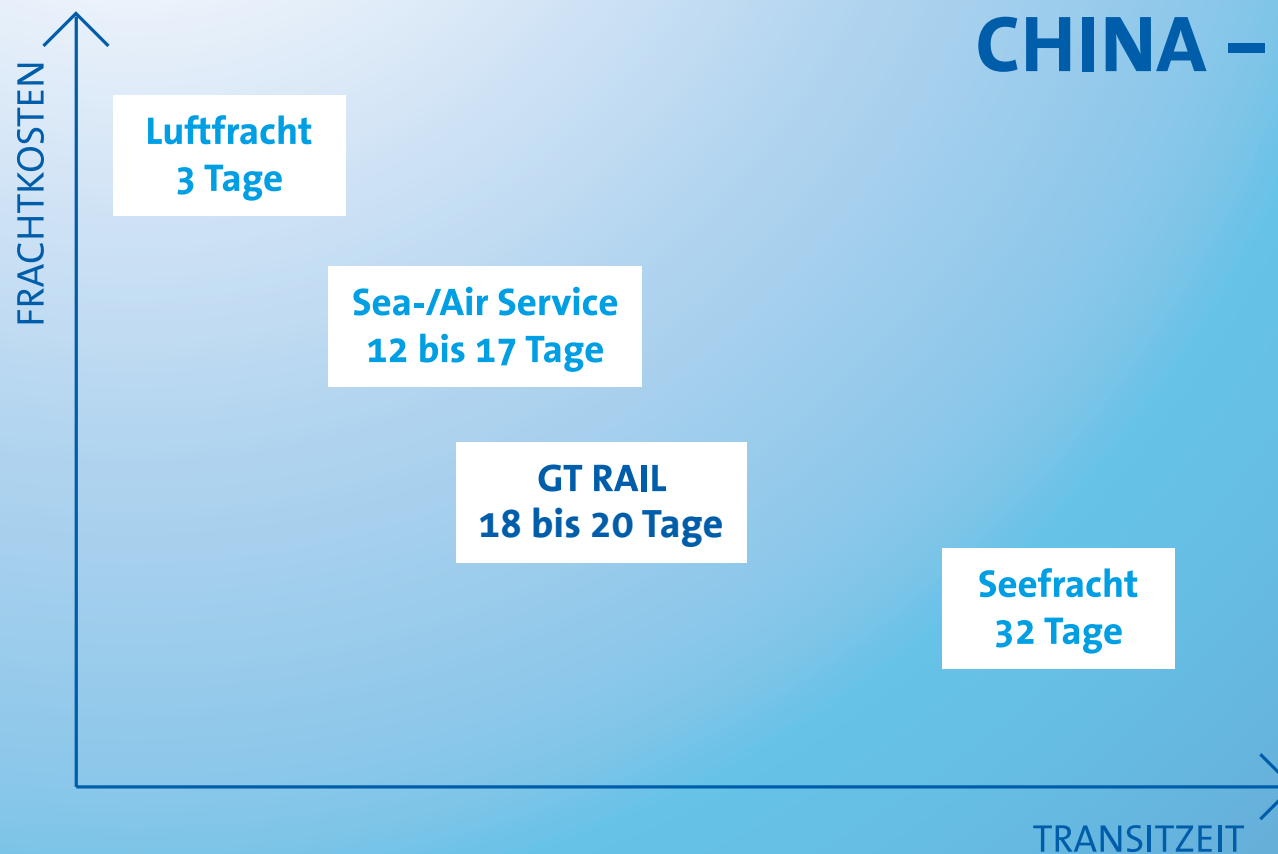 CHINA –
FRACHTKOSTEN
Luftfracht
3 Tage
Sea-/Air Service
12 bis 17 Tage
GT RAIL
18 bis 20 Tage
Seefracht
32 Tage
TRANSITZEIT